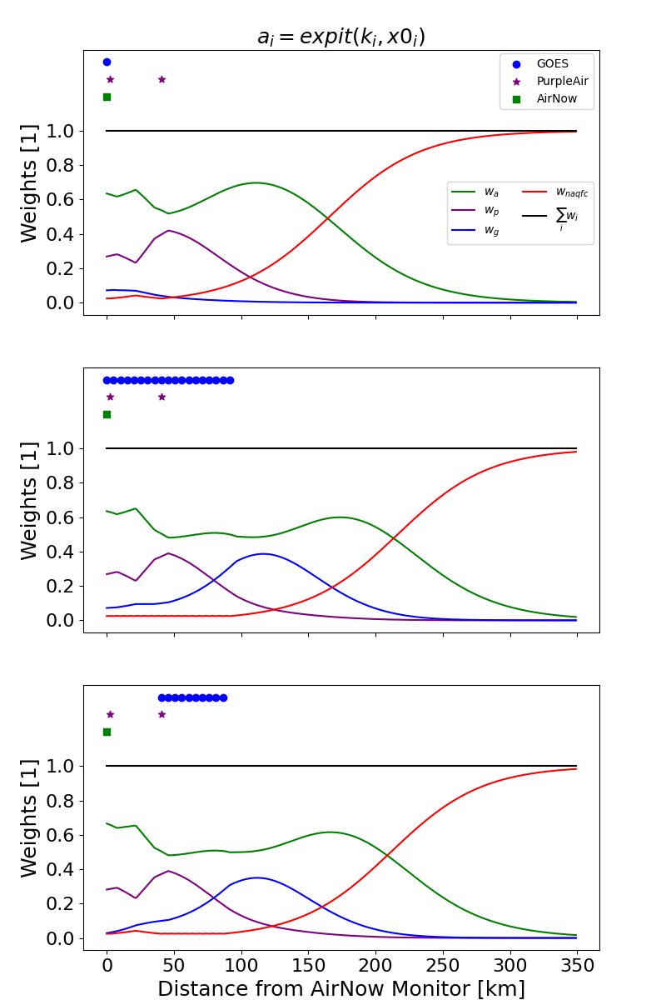 a_i = expit(k_i, x0_i)
GOES
PurpleAir
AirNow
Weights [1]
1.0
0.8
0.6
0.4
0.2
0.0
w_a
w_p
w_g
w_naqfc
∑_i w_i
Weights [1]
1.0
0.8
0.6
0.4
0.2
0.0
Weights [1]
1.0
0.8
0.6
0.4
0.2
0.0
0 50 100 150 200 250 300 350
Distance from AirNow Monitor [km]